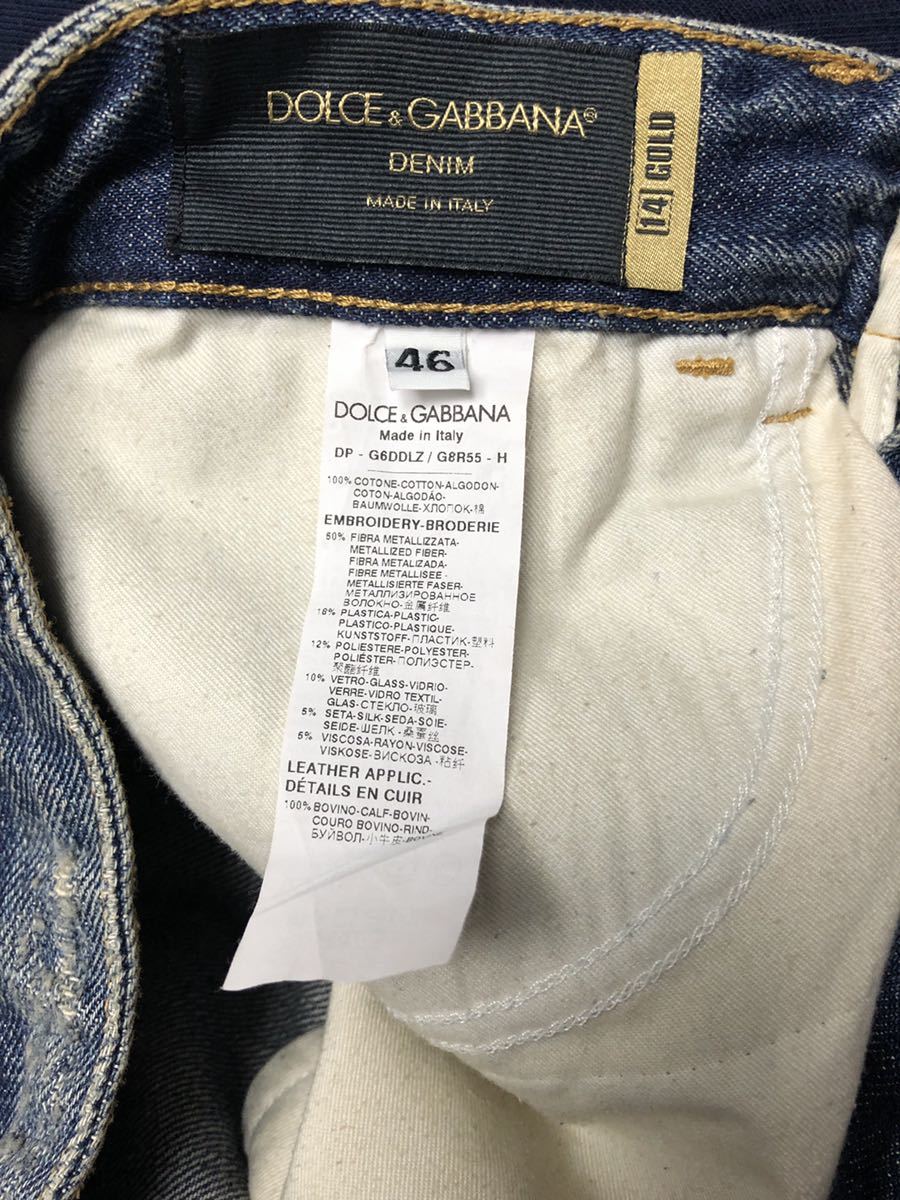 DOLCE & GABBANA®
DENIM
MADE IN ITALY
[14] GOLD
46
DOLCE & GABBANA
Made in Italy
DP - G6DDLZ / G8R55 - H
100% COTONE-COTTON-ALGODON-
COTON-ALGODÃO-
BAUMWOLLE-ХЛОПОК-棉
EMBROIDERY-BRODERIE
50% FIBRA METALLIZZATA-
METALLIZED FIBER-
FIBRA METALIZADA-
FIBRE METALLISEE-
METALLISIERTE FASER-
МЕТАЛЛИЗИРОВАННОЕ
ВОЛОКНО-金属纤维
18% PLASTICA-PLASTIC-
PLASTICO-PLASTIQUE-
KUNSTSTOFF-ПЛАСТИК-塑料
12% POLIESTERE-POLYESTER-
POLIÉSTER-ПОЛИЭСТЕР-
聚酯纤维
10% VETRO-GLASS-VIDRIO-
VERRE-VIDRO TEXTIL-
GLAS-СТЕКЛО-玻璃
5% SETA-SILK-SEDA-SOIE-
SEIDE-ШЕЛК-桑蚕丝
5% VISCOSA-RAYON-VISCOSE-
VISKOSE-ВИСКОЗА-粘纤
LEATHER APPLIC.-
DÉTAILS EN CUIR
100% BOVINO-CALF-BOVIN-
COURO BOVINO-RIND-
БУЙВОЛ-小牛皮-BOVINE